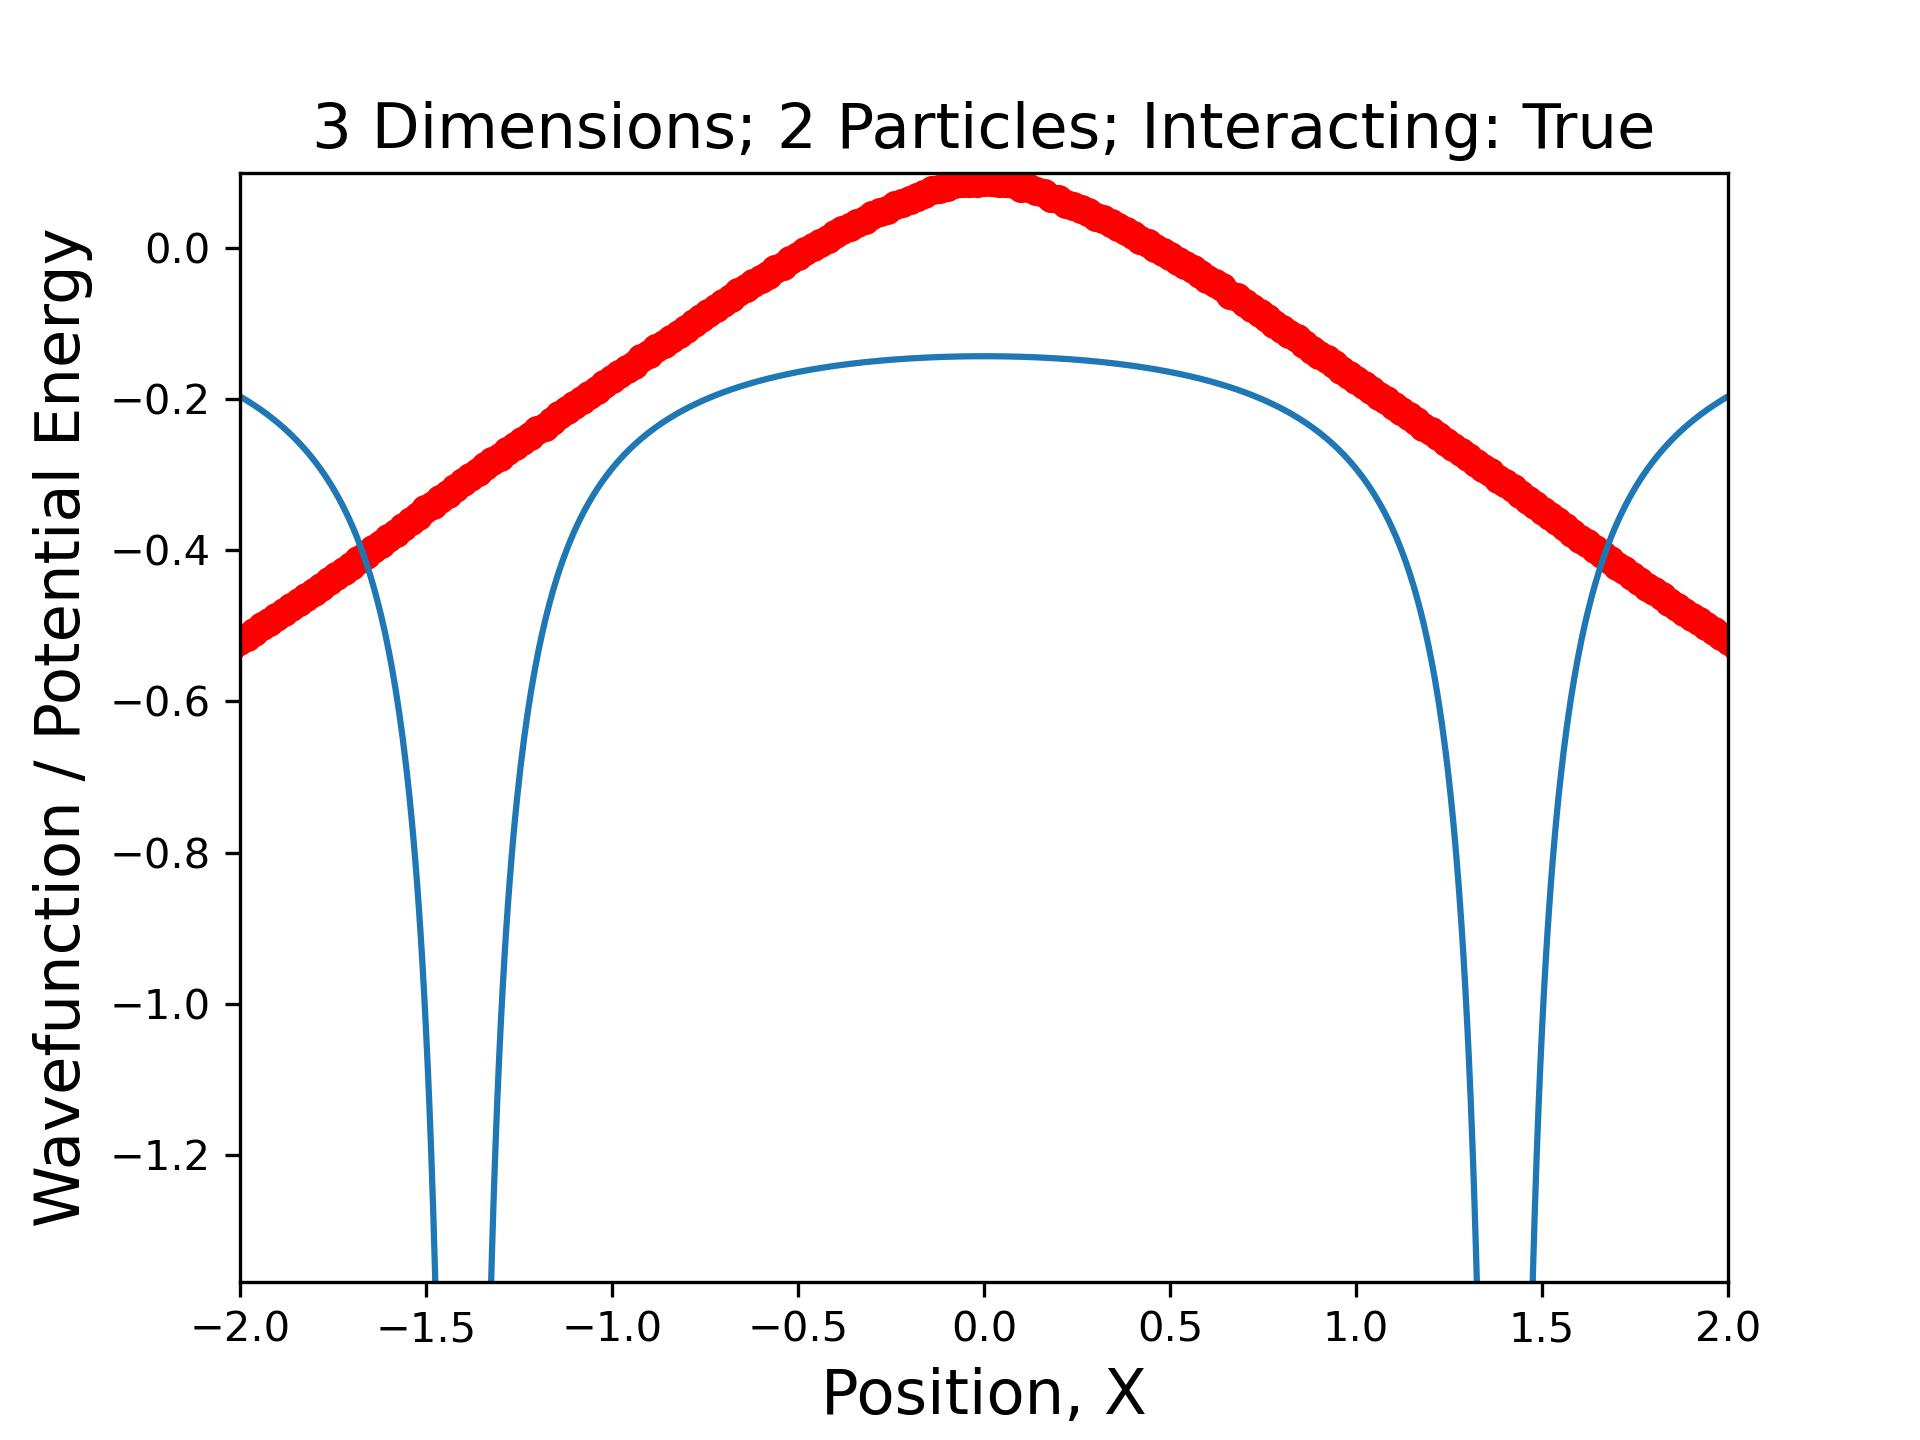 3 Dimensions; 2 Particles; Interacting: True
Wavefunction / Potential Energy
0.0
−0.2
−0.4
−0.6
−0.8
−1.0
−1.2
−2.0 −1.5 −1.0 −0.5 0.0 0.5 1.0 1.5 2.0
Position, X